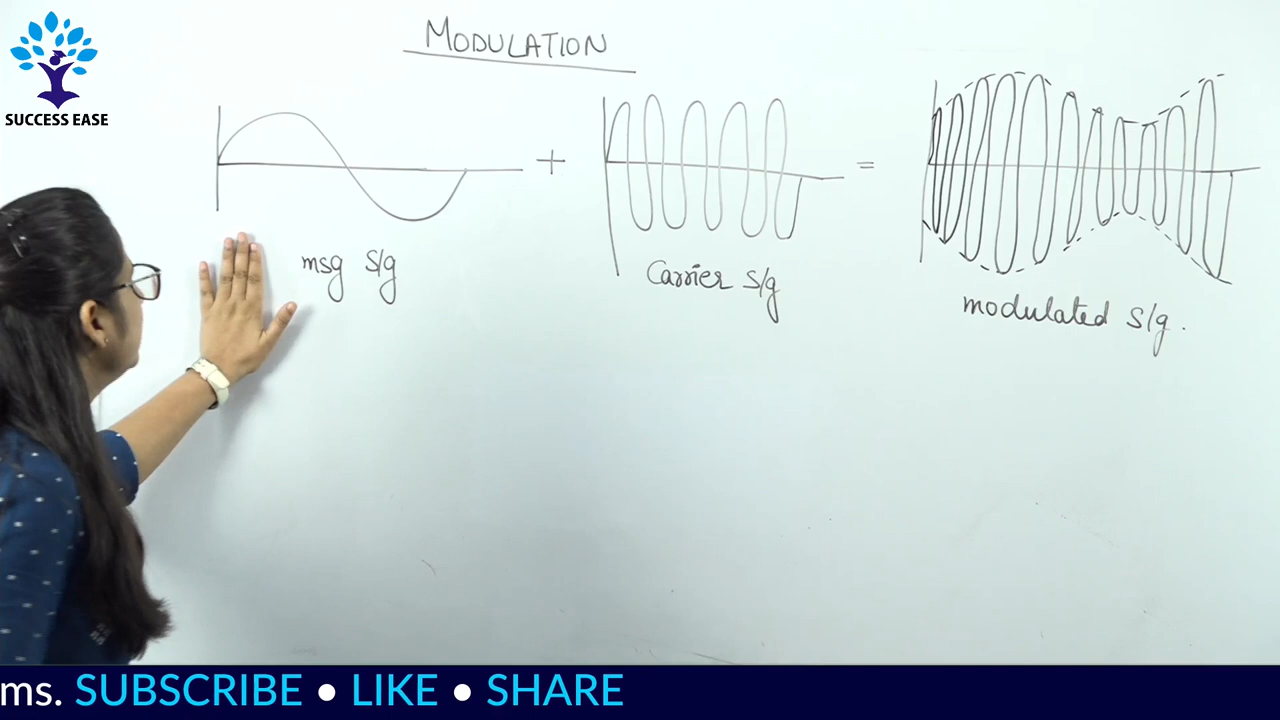 SUCCESS EASE
MODULATION
+
=
msg s/g
Carrier s/g
modulated s/g.
ms. SUBSCRIBE • LIKE • SHARE